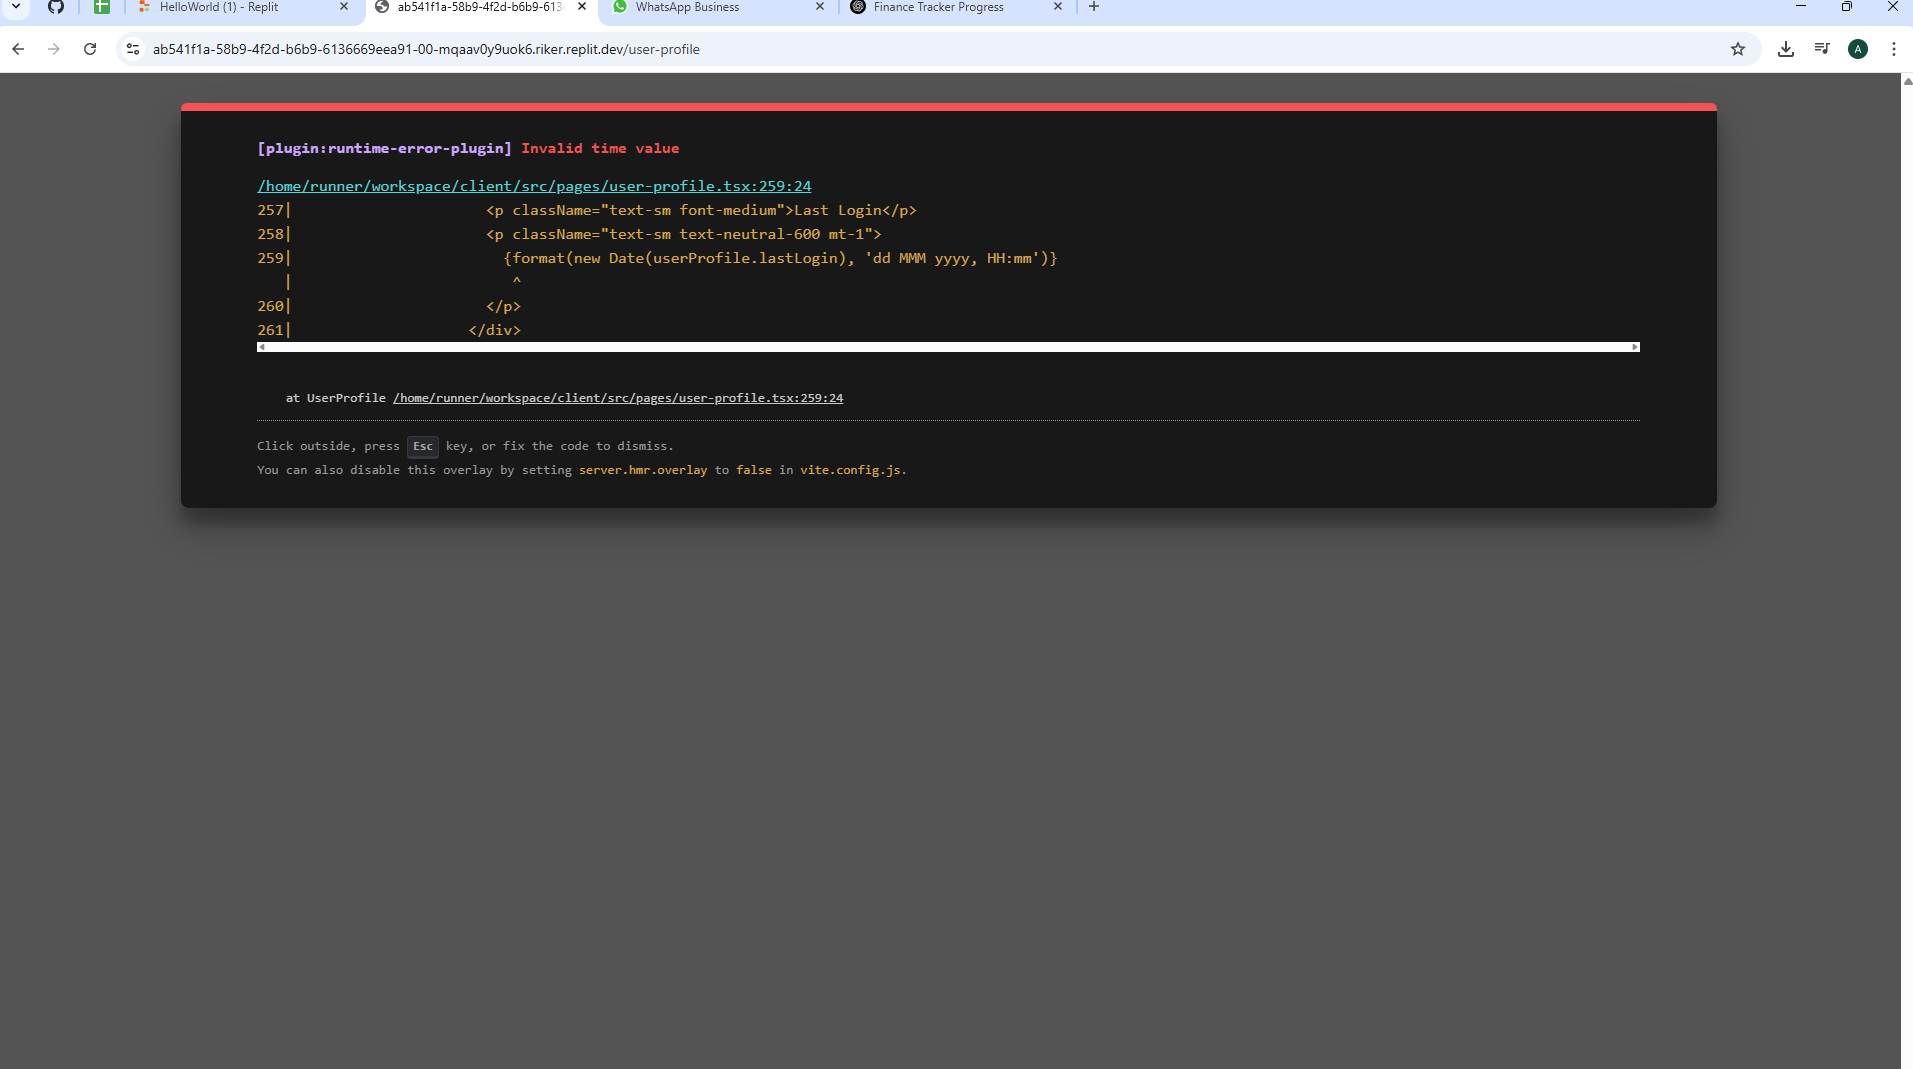 HelloWorld (1) - Replit
ab541f1a-58b9-4f2d-b6b9-613
WhatsApp Business
Finance Tracker Progress
ab541f1a-58b9-4f2d-b6b9-6136669eea91-00-mqaav0y9uok6.riker.replit.dev/user-profile
A
[plugin:runtime-error-plugin] Invalid time value
/home/runner/workspace/client/src/pages/user-profile.tsx:259:24
257|                      <p className="text-sm font-medium">Last Login</p>
258|                      <p className="text-sm text-neutral-600 mt-1">
259|                        {format(new Date(userProfile.lastLogin), 'dd MMM yyyy, HH:mm')}
   |                         ^
260|                      </p>
261|                    </div>
at UserProfile /home/runner/workspace/client/src/pages/user-profile.tsx:259:24
Click outside, press Esc key, or fix the code to dismiss.
You can also disable this overlay by setting server.hmr.overlay to false in vite.config.js.